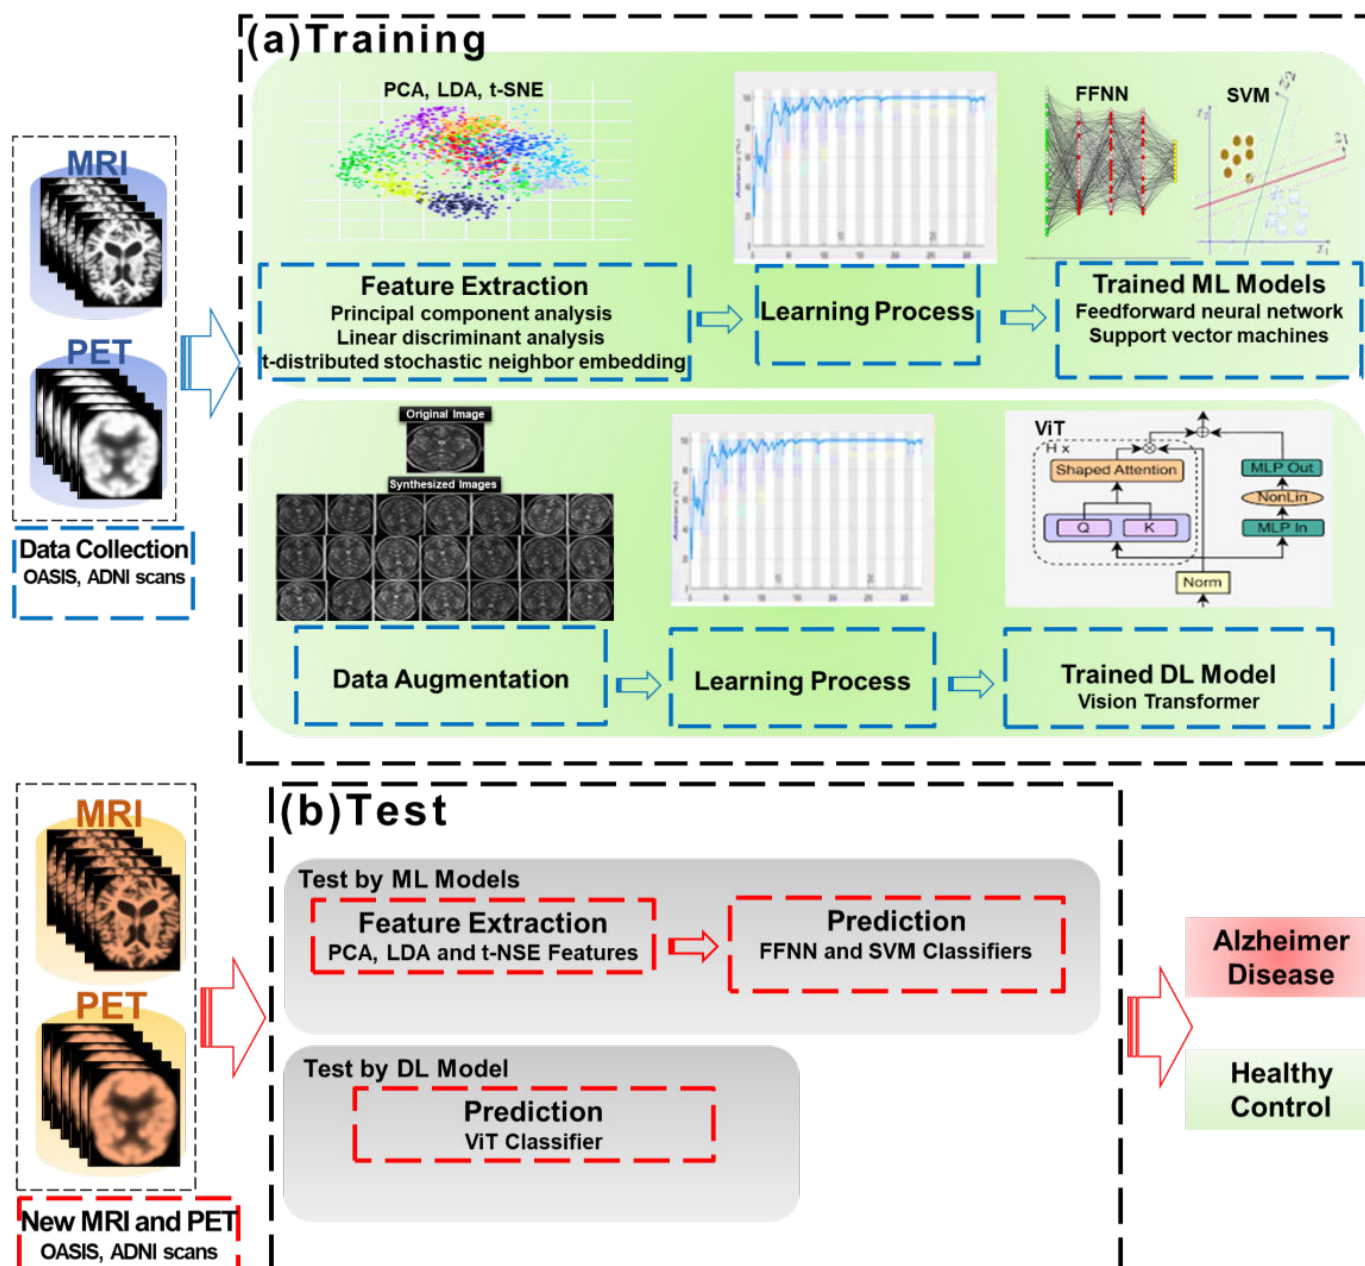 (a)Training
MRI
PET
Data Collection
OASIS, ADNI scans
PCA, LDA, t-SNE
Accuracy (%)
FFNN
SVM
x₂
x₁
Feature Extraction
Principal component analysis
Linear discriminant analysis
t-distributed stochastic neighbor embedding
Learning Process
Trained ML Models
Feedforward neural network
Support vector machines
Original Image
Synthesized Images
Accuracy (%)
ViT
H x
Shaped Attention
Q
K
MLP Out
NonLin
MLP In
Norm
Data Augmentation
Learning Process
Trained DL Model
Vision Transformer
MRI
PET
New MRI and PET
OASIS, ADNI scans
(b)Test
Test by ML Models
Feature Extraction
PCA, LDA and t-NSE Features
Prediction
FFNN and SVM Classifiers
Test by DL Model
Prediction
ViT Classifier
Alzheimer
Disease
Healthy
Control